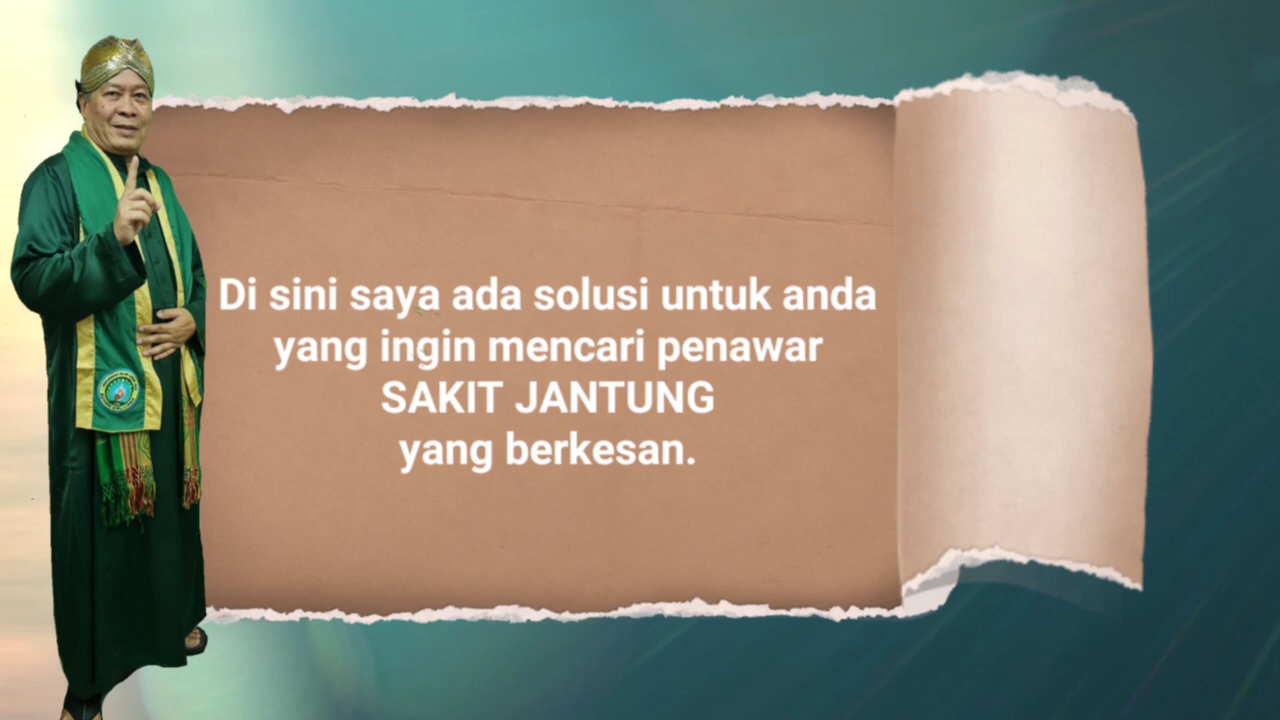 Di sini saya ada solusi untuk anda
yang ingin mencari penawar
SAKIT JANTUNG
yang berkesan.